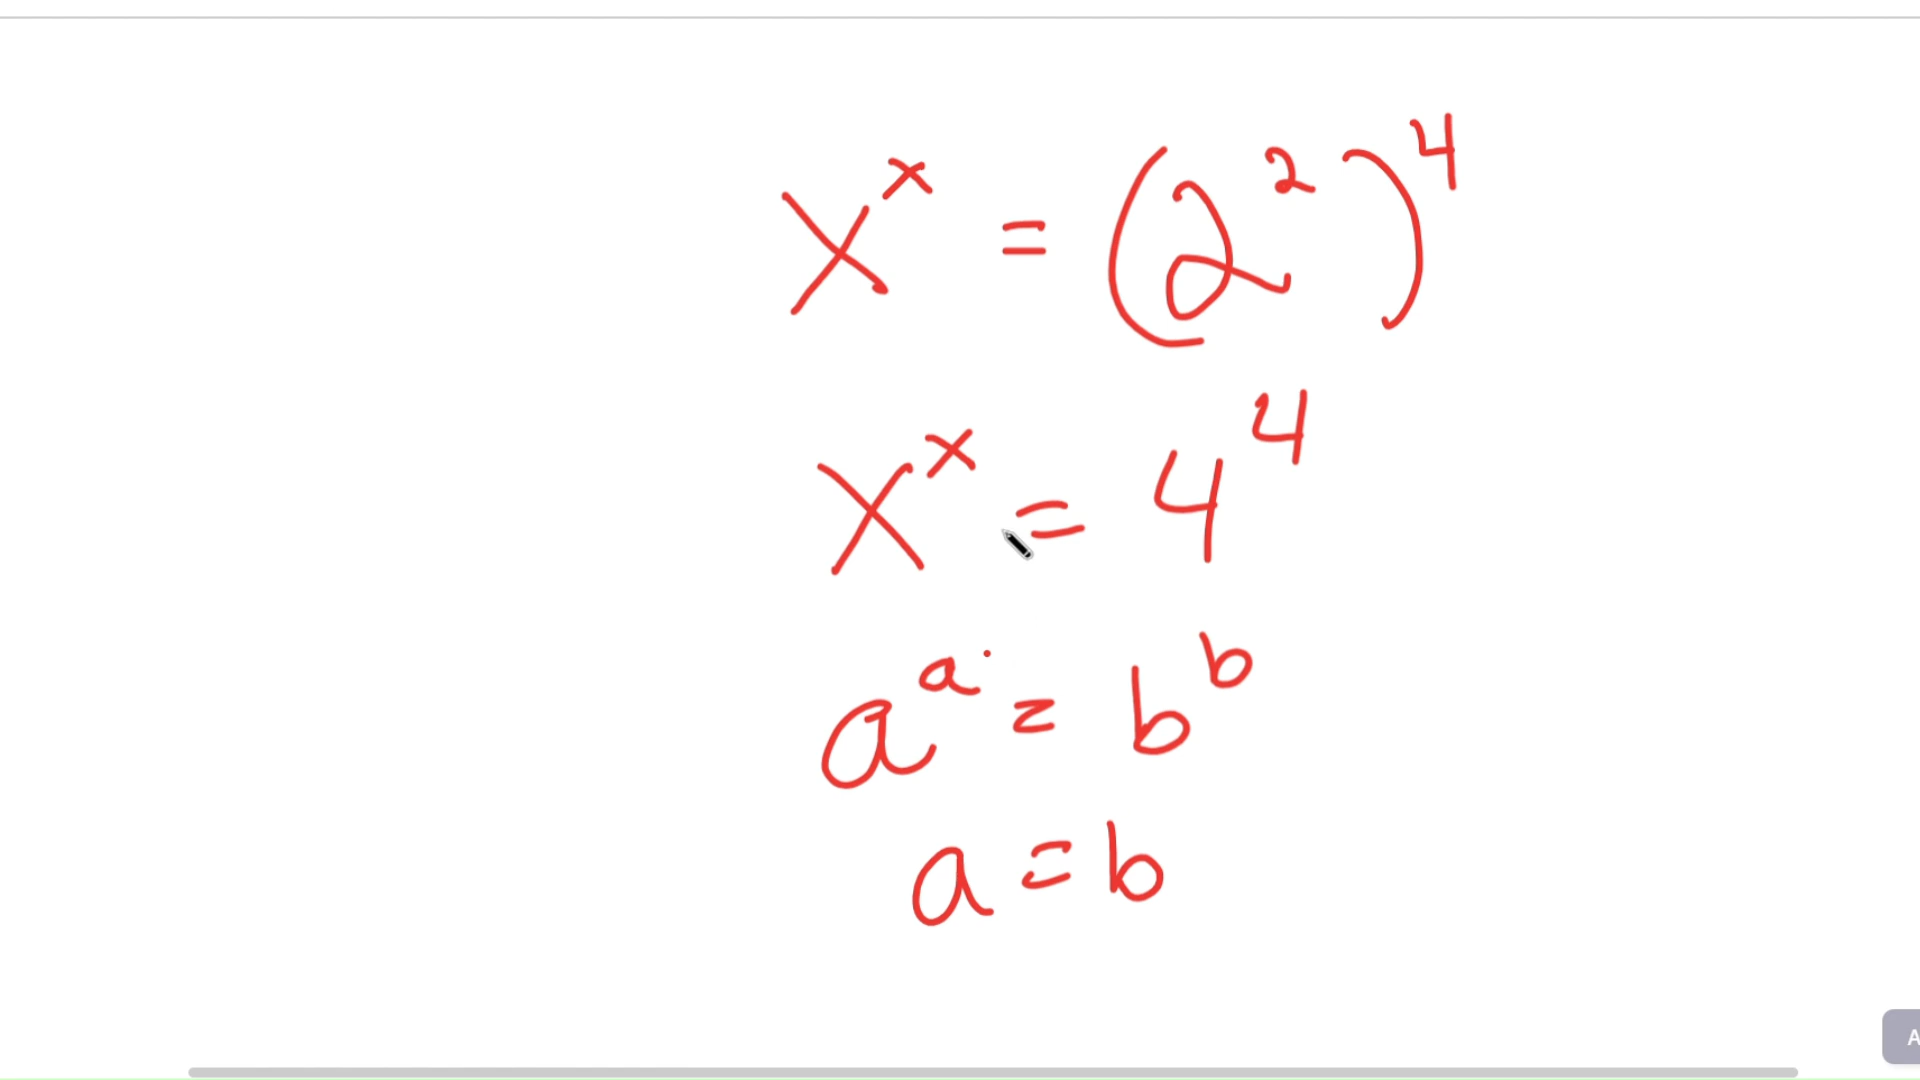 x^x = (2^2)^4
x^x = 4^4
a^a = b^b
a = b
A